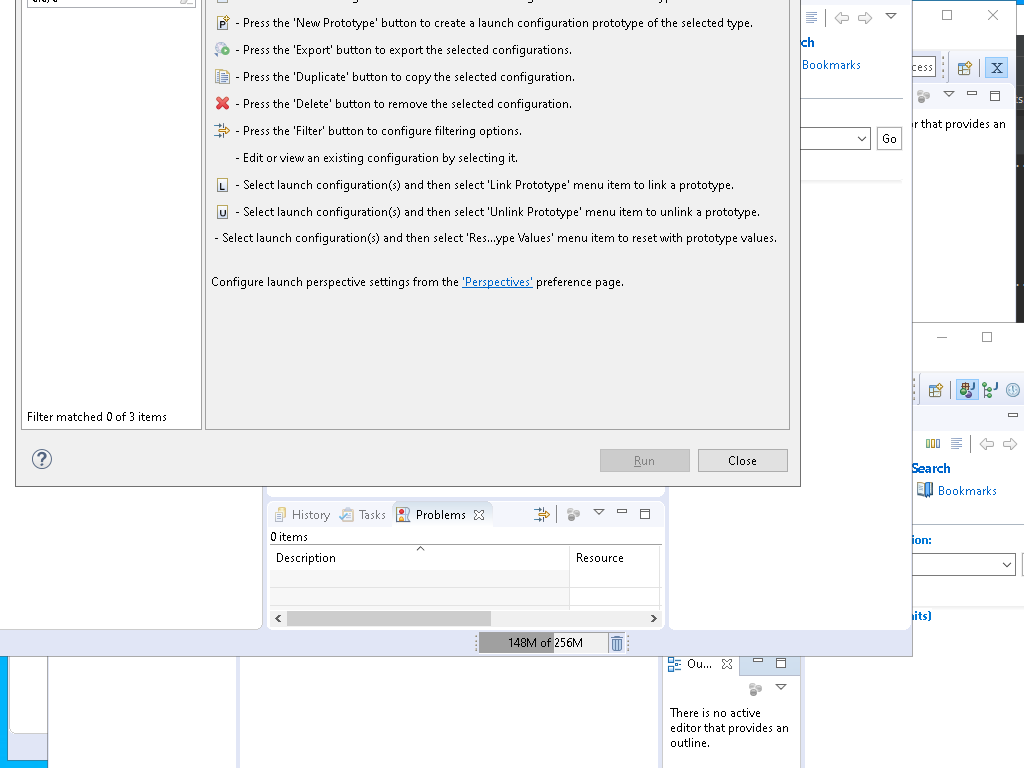 - Press the 'New Prototype' button to create a launch configuration prototype of the selected type.
- Press the 'Export' button to export the selected configurations.
- Press the 'Duplicate' button to copy the selected configuration.
- Press the 'Delete' button to remove the selected configuration.
- Press the 'Filter' button to configure filtering options.
- Edit or view an existing configuration by selecting it.
- Select launch configuration(s) and then select 'Link Prototype' menu item to link a prototype.
- Select launch configuration(s) and then select 'Unlink Prototype' menu item to unlink a prototype.
- Select launch configuration(s) and then select 'Res...ype Values' menu item to reset with prototype values.
Configure launch perspective settings from the 'Perspectives' preference page.
Filter matched 0 of 3 items
Run
Close
ch
Bookmarks
Go
cess
r that provides an
Search
Bookmarks
ion:
its)
History
Tasks
Problems
0 items
Description
Resource
148M of 256M
Ou...
There is no active
editor that provides an
outline.